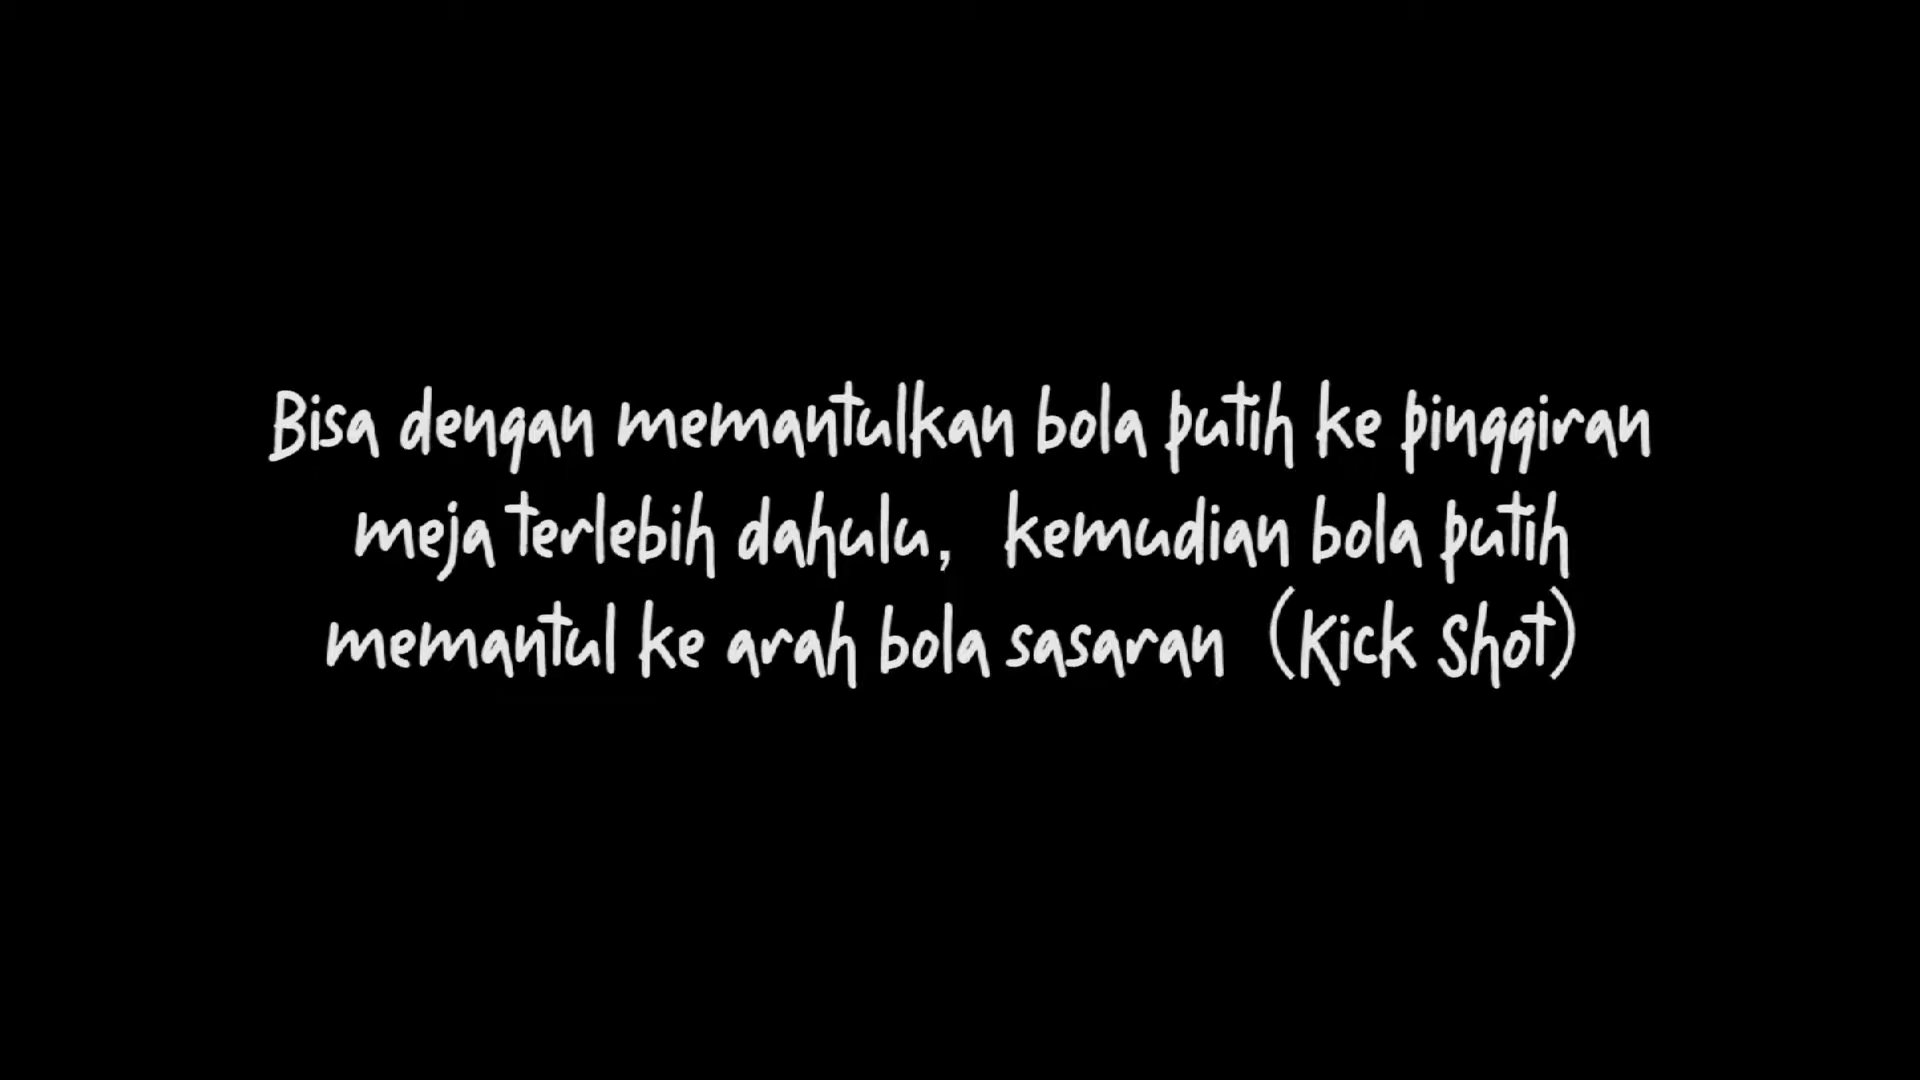 Bisa dengan memantulkan bola putih ke pinggiran
meja terlebih dahulu, kemudian bola putih
memantul ke arah bola sasaran (Kick Shot)